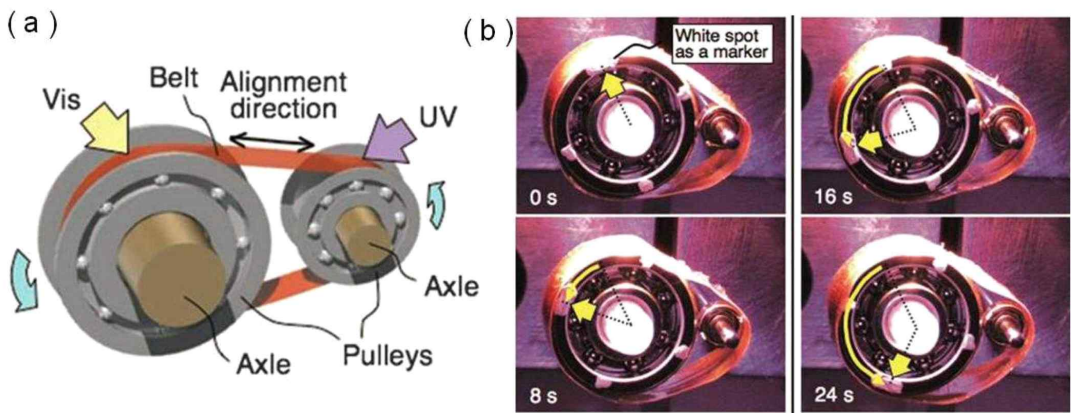 ( a )
Vis
Belt
Alignment
direction
UV
Axle
Axle
Pulleys
( b )
White spot
as a marker
0 s
16 s
8 s
24 s